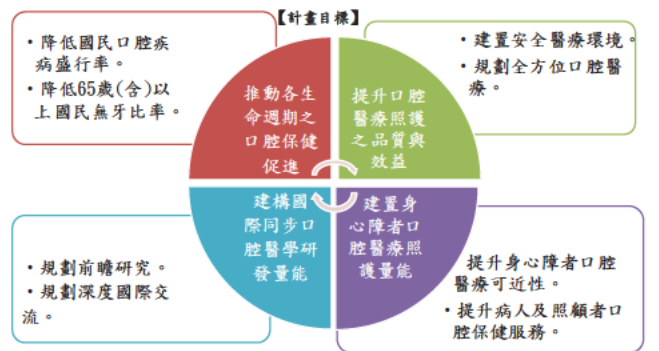 【計畫目標】
• 降低國民口腔疾
病盛行率。
• 降低65歲(含)以
上國民無牙比率。
推動各生
命週期之
口腔保健
促進
提升口腔
醫療照護
之品質與
效益
• 建置安全醫療環境。
• 規劃全方位口腔醫
療。
• 規劃前瞻研究。
• 規劃深度國際交
流。
建構國
際同步口
腔醫學研
發量能
建置身
心障者口
腔醫療照
護量能
提升身心障者口腔
醫療可近性。
• 提升病人及照顧者口
腔保健服務。